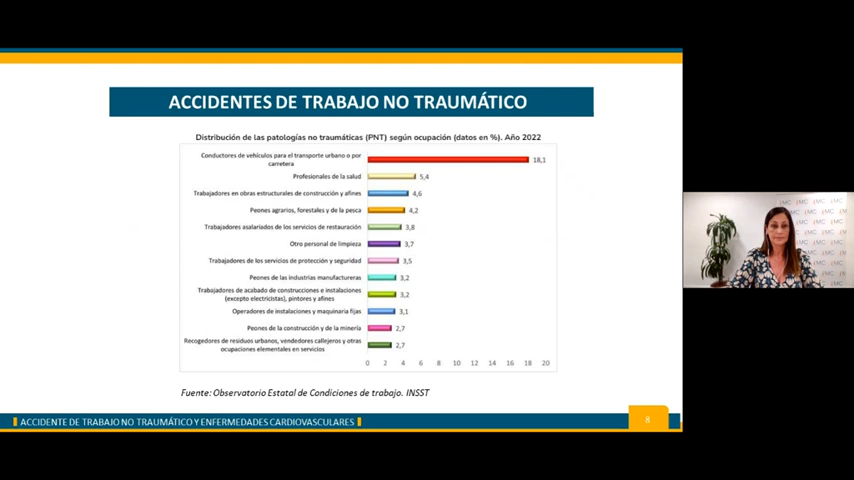 ACCIDENTES DE TRABAJO NO TRAUMÁTICO
Distribución de las patologías no traumáticas (PNT) según ocupación (datos en %). Año 2022
Conductores de vehículos para el transporte urbano o por
carretera
18,1
Profesionales de la salud
5,4
Trabajadores en obras estructurales de construcción y afines
4,6
Peones agrarios, forestales y de la pesca
4,2
Trabajadores asalariados de los servicios de restauración
3,8
Otro personal de limpieza
3,7
Trabajadores de los servicios de protección y seguridad
3,5
Peones de las industrias manufactureras
3,2
Trabajadores de acabado de construcciones e instalaciones
(excepto electricistas), pintores y afines
3,2
Operadores de instalaciones y maquinaria fijas
3,1
Peones de la construcción y de la minería
2,7
Recogedores de residuos urbanos, vendedores callejeros y otras
ocupaciones elementales en servicios
2,7
0 2 4 6 8 10 12 14 16 18 20
Fuente: Observatorio Estatal de Condiciones de trabajo. INSST
ACCIDENTE DE TRABAJO NO TRAUMÁTICO Y ENFERMEDADES CARDIOVASCULARES
8